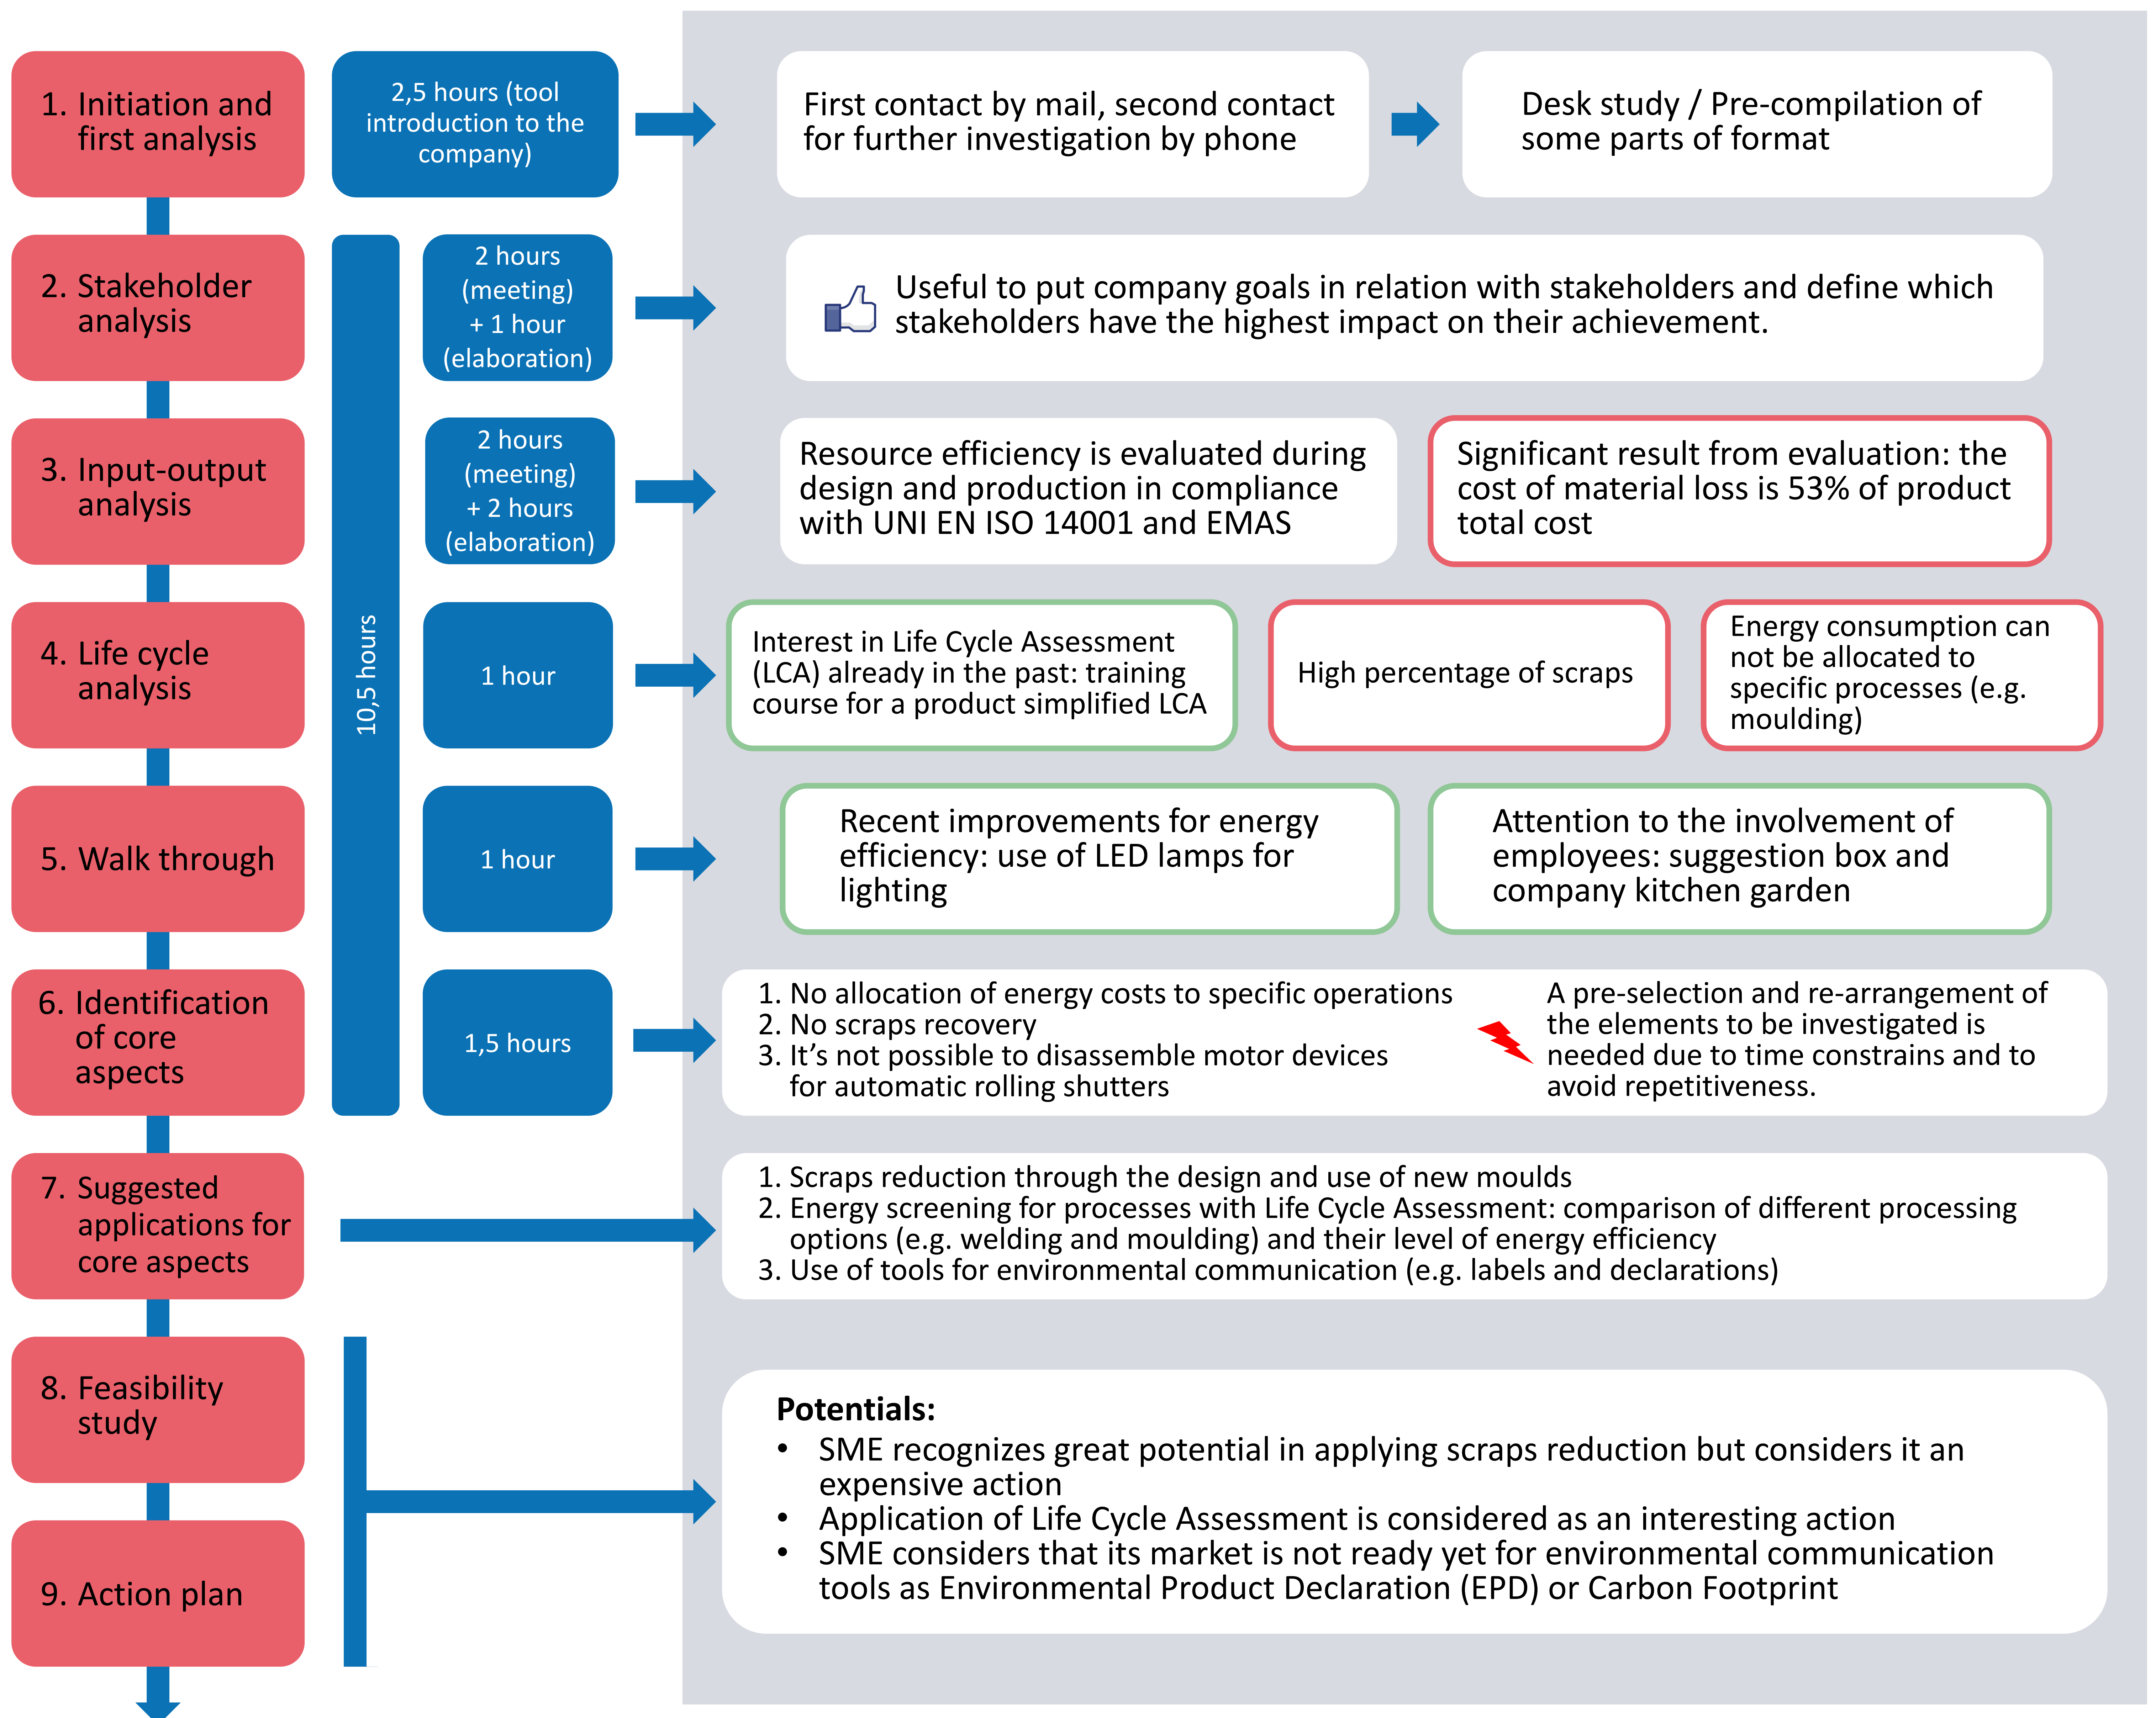 1. Initiation and
first analysis
2,5 hours (tool
introduction to the
company)
First contact by mail, second contact
for further investigation by phone
Desk study / Pre-compilation of
some parts of format
10,5 hours
2. Stakeholder
analysis
2 hours
(meeting)
+ 1 hour
(elaboration)
Useful to put company goals in relation with stakeholders and define which
stakeholders have the highest impact on their achievement.
3. Input-output
analysis
2 hours
(meeting)
+ 2 hours
(elaboration)
Resource efficiency is evaluated during
design and production in compliance
with UNI EN ISO 14001 and EMAS
Significant result from evaluation: the
cost of material loss is 53% of product
total cost
4. Life cycle
analysis
1 hour
Interest in Life Cycle Assessment
(LCA) already in the past: training
course for a product simplified LCA
High percentage of scraps
Energy consumption can
not be allocated to
specific processes (e.g.
moulding)
5. Walk through
1 hour
Recent improvements for energy
efficiency: use of LED lamps for
lighting
Attention to the involvement of
employees: suggestion box and
company kitchen garden
6. Identification
of core
aspects
1,5 hours
1. No allocation of energy costs to specific operations
2. No scraps recovery
3. It’s not possible to disassemble motor devices
for automatic rolling shutters
A pre-selection and re-arrangement of
the elements to be investigated is
needed due to time constrains and to
avoid repetitiveness.
7. Suggested
applications for
core aspects
1. Scraps reduction through the design and use of new moulds
2. Energy screening for processes with Life Cycle Assessment: comparison of different processing
options (e.g. welding and moulding) and their level of energy efficiency
3. Use of tools for environmental communication (e.g. labels and declarations)
8. Feasibility
study
9. Action plan
Potentials:
• SME recognizes great potential in applying scraps reduction but considers it an
expensive action
• Application of Life Cycle Assessment is considered as an interesting action
• SME considers that its market is not ready yet for environmental communication
tools as Environmental Product Declaration (EPD) or Carbon Footprint